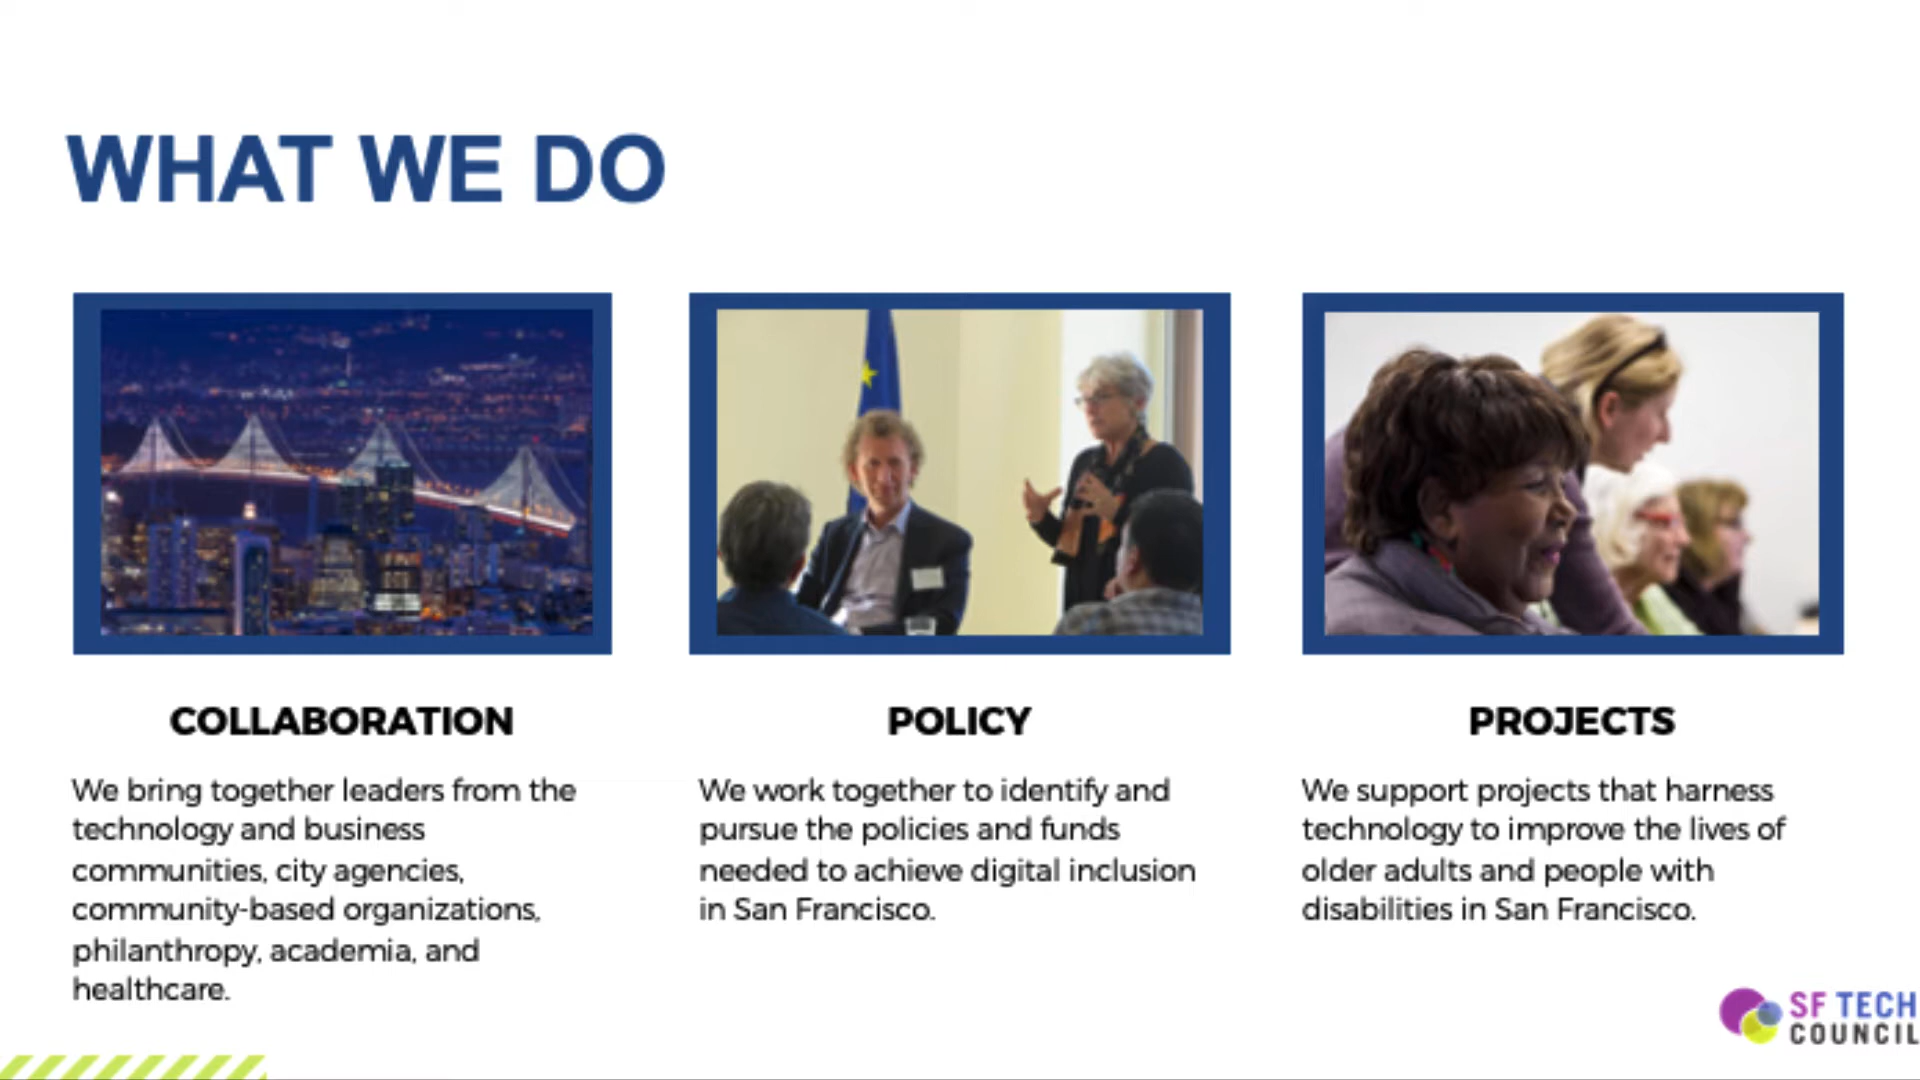 WHAT WE DO
COLLABORATION
We bring together leaders from the
technology and business
communities, city agencies,
community-based organizations,
philanthropy, academia, and
healthcare.
POLICY
We work together to identify and
pursue the policies and funds
needed to achieve digital inclusion
in San Francisco.
PROJECTS
We support projects that harness
technology to improve the lives of
older adults and people with
disabilities in San Francisco.
SF TECH
COUNCIL